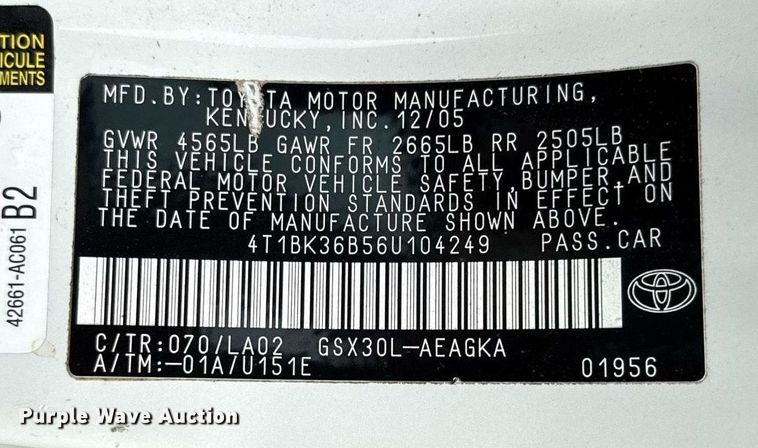 TION
VEHICULE
MENTS
42661-AC061 B2
MFD.BY:TOYOTA MOTOR MANUFACTURING,
KENTUCKY,INC.12/05
GVWR 4565LB GAWR FR 2665LB RR 2505LB
THIS VEHICLE CONFORMS TO ALL APPLICABLE
FEDERAL MOTOR VEHICLE SAFETY,BUMPER,AND
THEFT PREVENTION STANDARDS IN EFFECT ON
THE DATE OF MANUFACTURE SHOWN ABOVE.
4T1BK36B56U104249 PASS.CAR
C/TR:070/LA02 GSX30L-AEAGKA
A/TM:-01A/U151E 01956
Purple Wave Auction